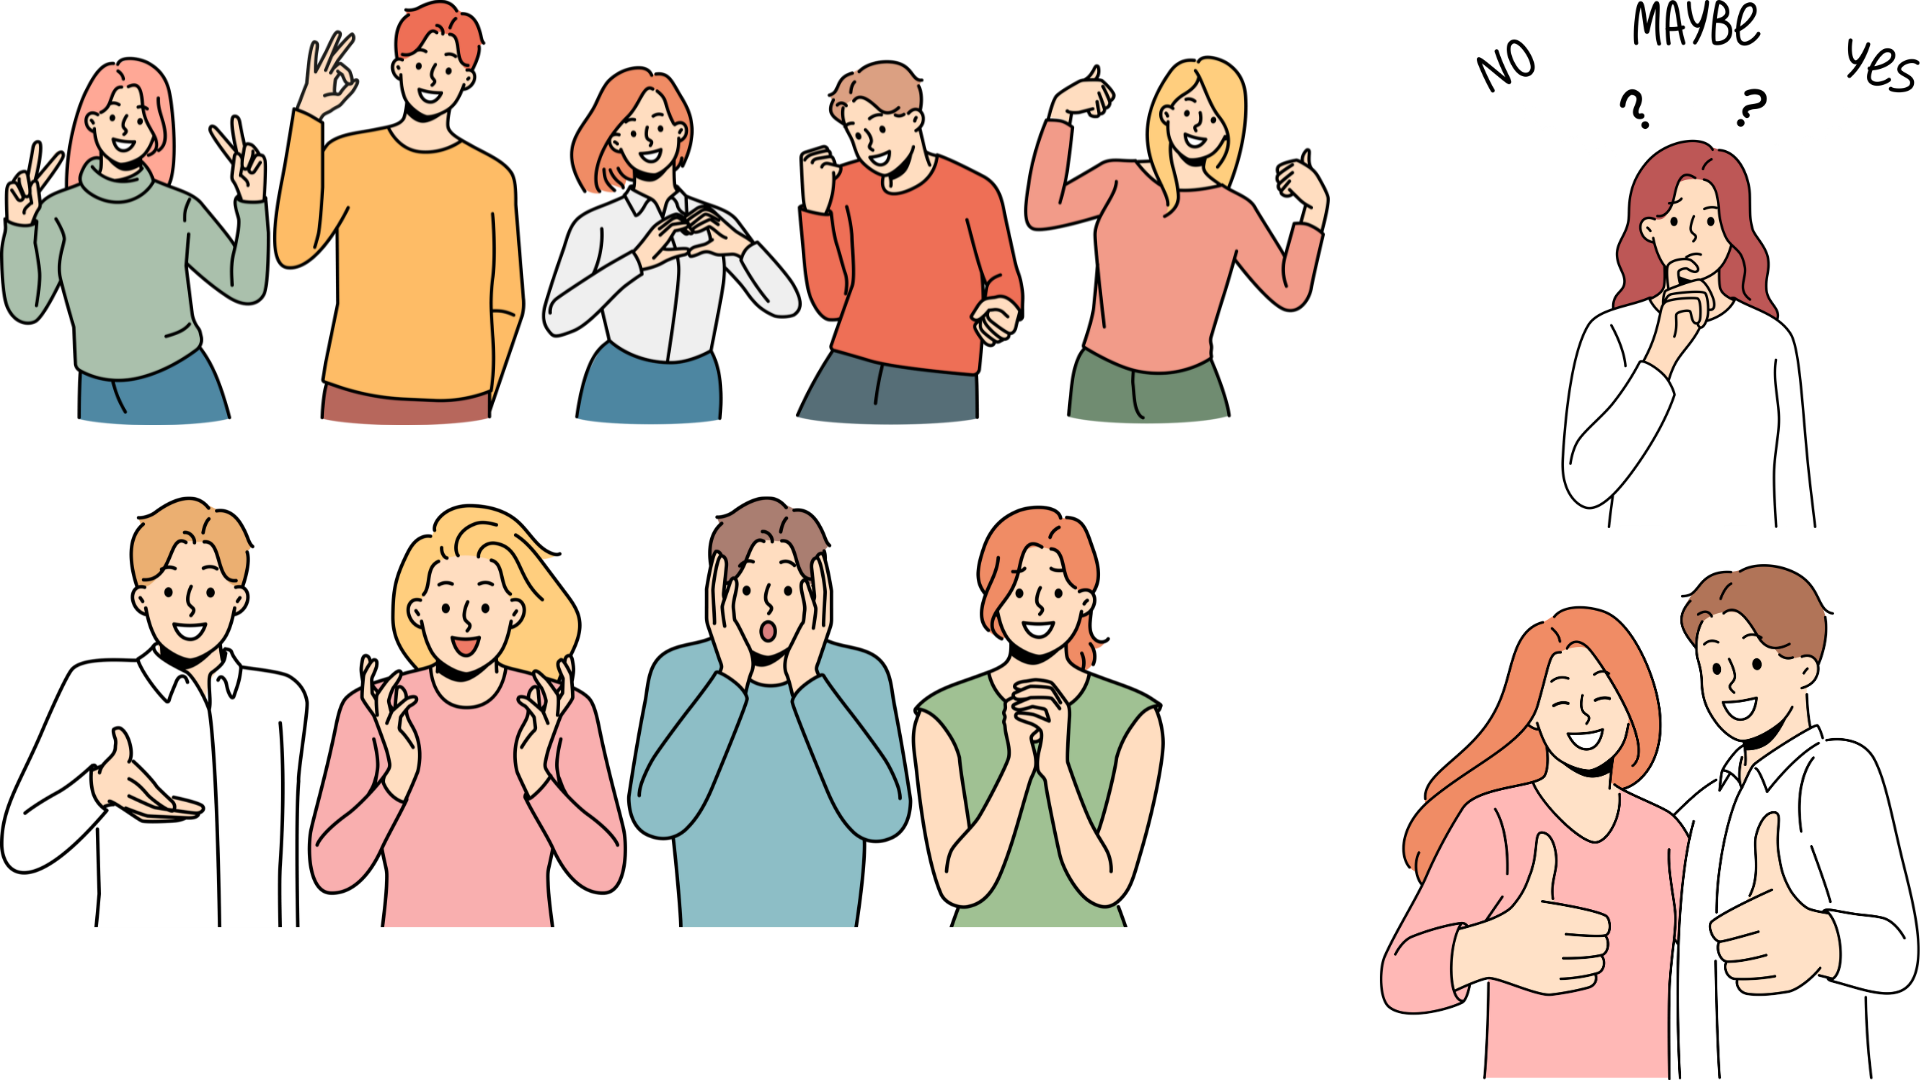 NO
MAYBE
yes
? ?